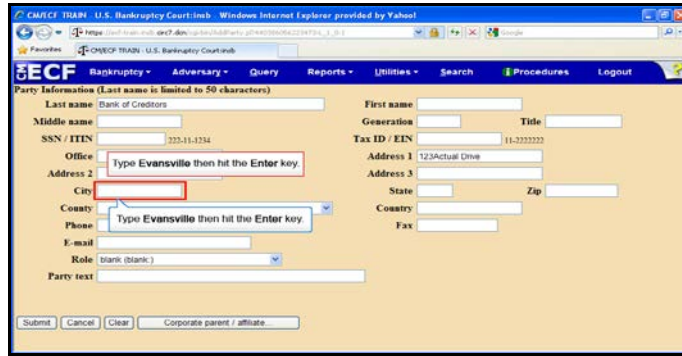 CM/ECF TRAIN - U.S. Bankruptcy Court:insb - Windows Internet Explorer provided by Yahoo!
Google
Favorites CM/ECF TRAIN - U.S. Bankruptcy Court:insb
ECF Bankruptcy Adversary Query Reports Utilities Search Procedures Logout ?
Party Information (Last name is limited to 50 characters)
Last name Bank of Creditors First name
Middle name Generation Title
SSN / ITIN 222-11-1234 Tax ID / EIN 11-2222222
Office Address 1 123Actual Drive
Type Evansville then hit the Enter key.
Address 2 Address 3
City State Zip
County Country
Type Evansville then hit the Enter key.
Phone Fax
E-mail
Role blank (blank:)
Party text
Submit Cancel Clear Corporate parent / affiliate...